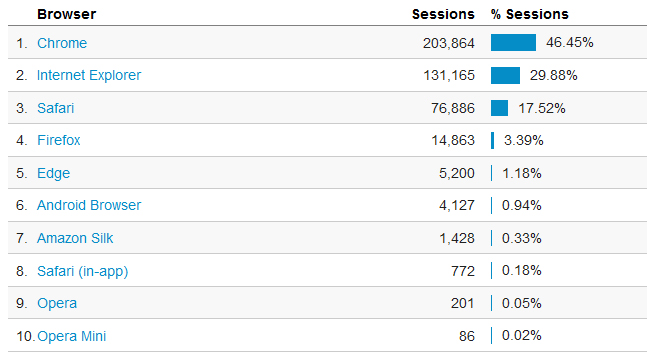 Browser Sessions % Sessions
1. Chrome 203,864 46.45%
2. Internet Explorer 131,165 29.88%
3. Safari 76,886 17.52%
4. Firefox 14,863 3.39%
5. Edge 5,200 1.18%
6. Android Browser 4,127 0.94%
7. Amazon Silk 1,428 0.33%
8. Safari (in-app) 772 0.18%
9. Opera 201 0.05%
10. Opera Mini 86 0.02%